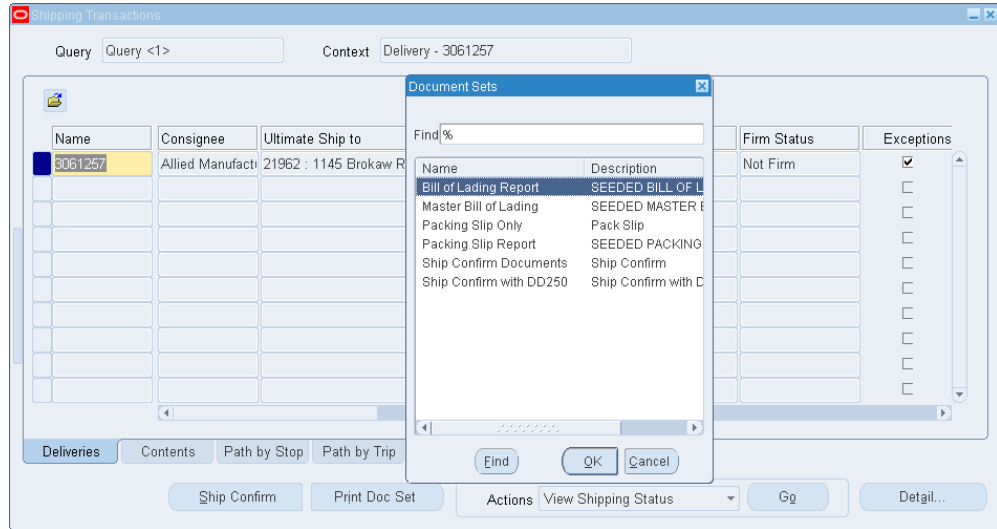 Shipping Transactions
Query Query <1> Context Delivery - 3061257
Document Sets
Find %
Name Consignee Ultimate Ship to Firm Status Exceptions
3061257 Allied Manufact 21962 : 1145 Brokaw R Not Firm
Name Description
Bill of Lading Report SEEDED BILL OF L
Master Bill of Lading SEEDED MASTER
Packing Slip Only Pack Slip
Packing Slip Report SEEDED PACKING
Ship Confirm Documents Ship Confirm
Ship Confirm with DD250 Ship Confirm with D
Find OK Cancel
Deliveries Contents Path by Stop Path by Trip
Ship Confirm Print Doc Set Actions View Shipping Status Go Detail...